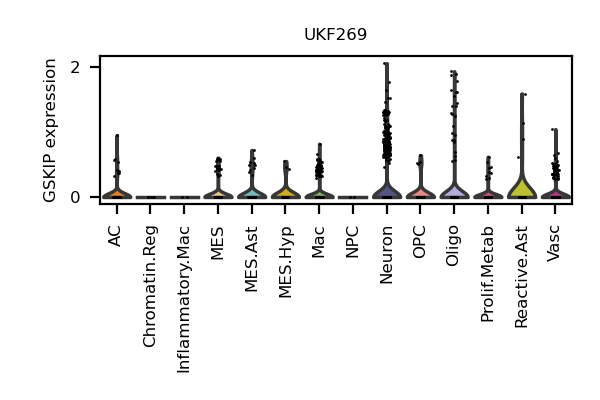 UKF269
GSKIP expression
2
0
AC
Chromatin.Reg
Inflammatory.Mac
MES
MES.Ast
MES.Hyp
Mac
NPC
Neuron
OPC
Oligo
Prolif.Metab
Reactive.Ast
Vasc